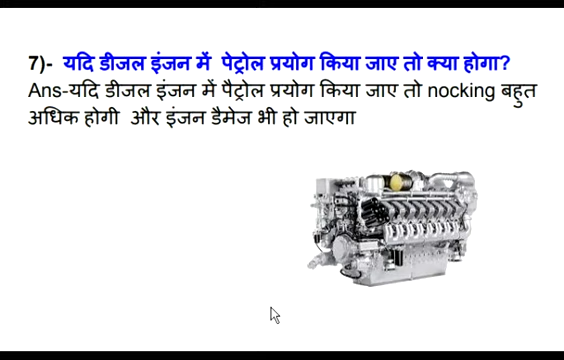 7)- यदि डीजल इंजन में पेट्रोल प्रयोग किया जाए तो क्या होगा?
Ans-यदि डीजल इंजन में पैट्रोल प्रयोग किया जाए तो nocking बहुत
अधिक होगी और इंजन डैमेज भी हो जाएगा